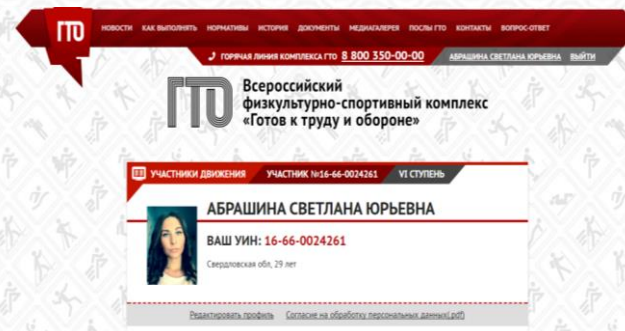 ГТО
НОВОСТИ КАК ВЫПОЛНЯТЬ НОРМАТИВЫ ИСТОРИЯ ДОКУМЕНТЫ МЕДИАГАЛЕРЕЯ ПОСЛЫ ГТО КОНТАКТЫ ВОПРОС-ОТВЕТ
ГОРЯЧАЯ ЛИНИЯ КОМПЛЕКСА ГТО 8 800 350-00-00 АБРАШИНА СВЕТЛАНА ЮРЬЕВНА ВЫЙТИ
ГТО
Всероссийский
физкультурно-спортивный комплекс
«Готов к труду и обороне»
УЧАСТНИКИ ДВИЖЕНИЯ УЧАСТНИК №16-66-0024261 VI СТУПЕНЬ
АБРАШИНА СВЕТЛАНА ЮРЬЕВНА
ВАШ УИН: 16-66-0024261
Свердловская обл, 29 лет
Редактировать профиль Согласие на обработку персональных данных(.pdf)